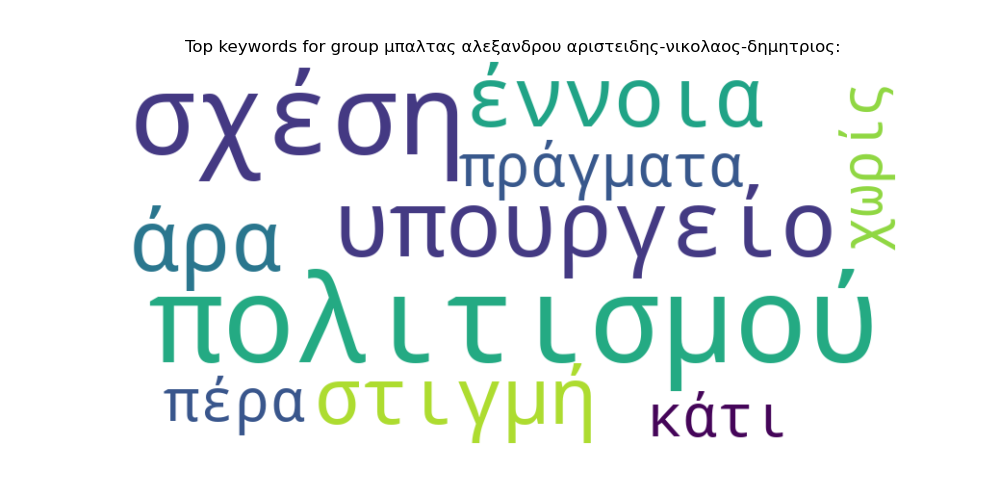 Top keywords for group μπαλτας αλεξανδρου αριστειδης-νικολαος-δημητριος:
σχέση
έννοια
χωρίς
πράγματα
άρα
υπουργείο
πολιτισμού
πέρα
στιγμή
κάτι